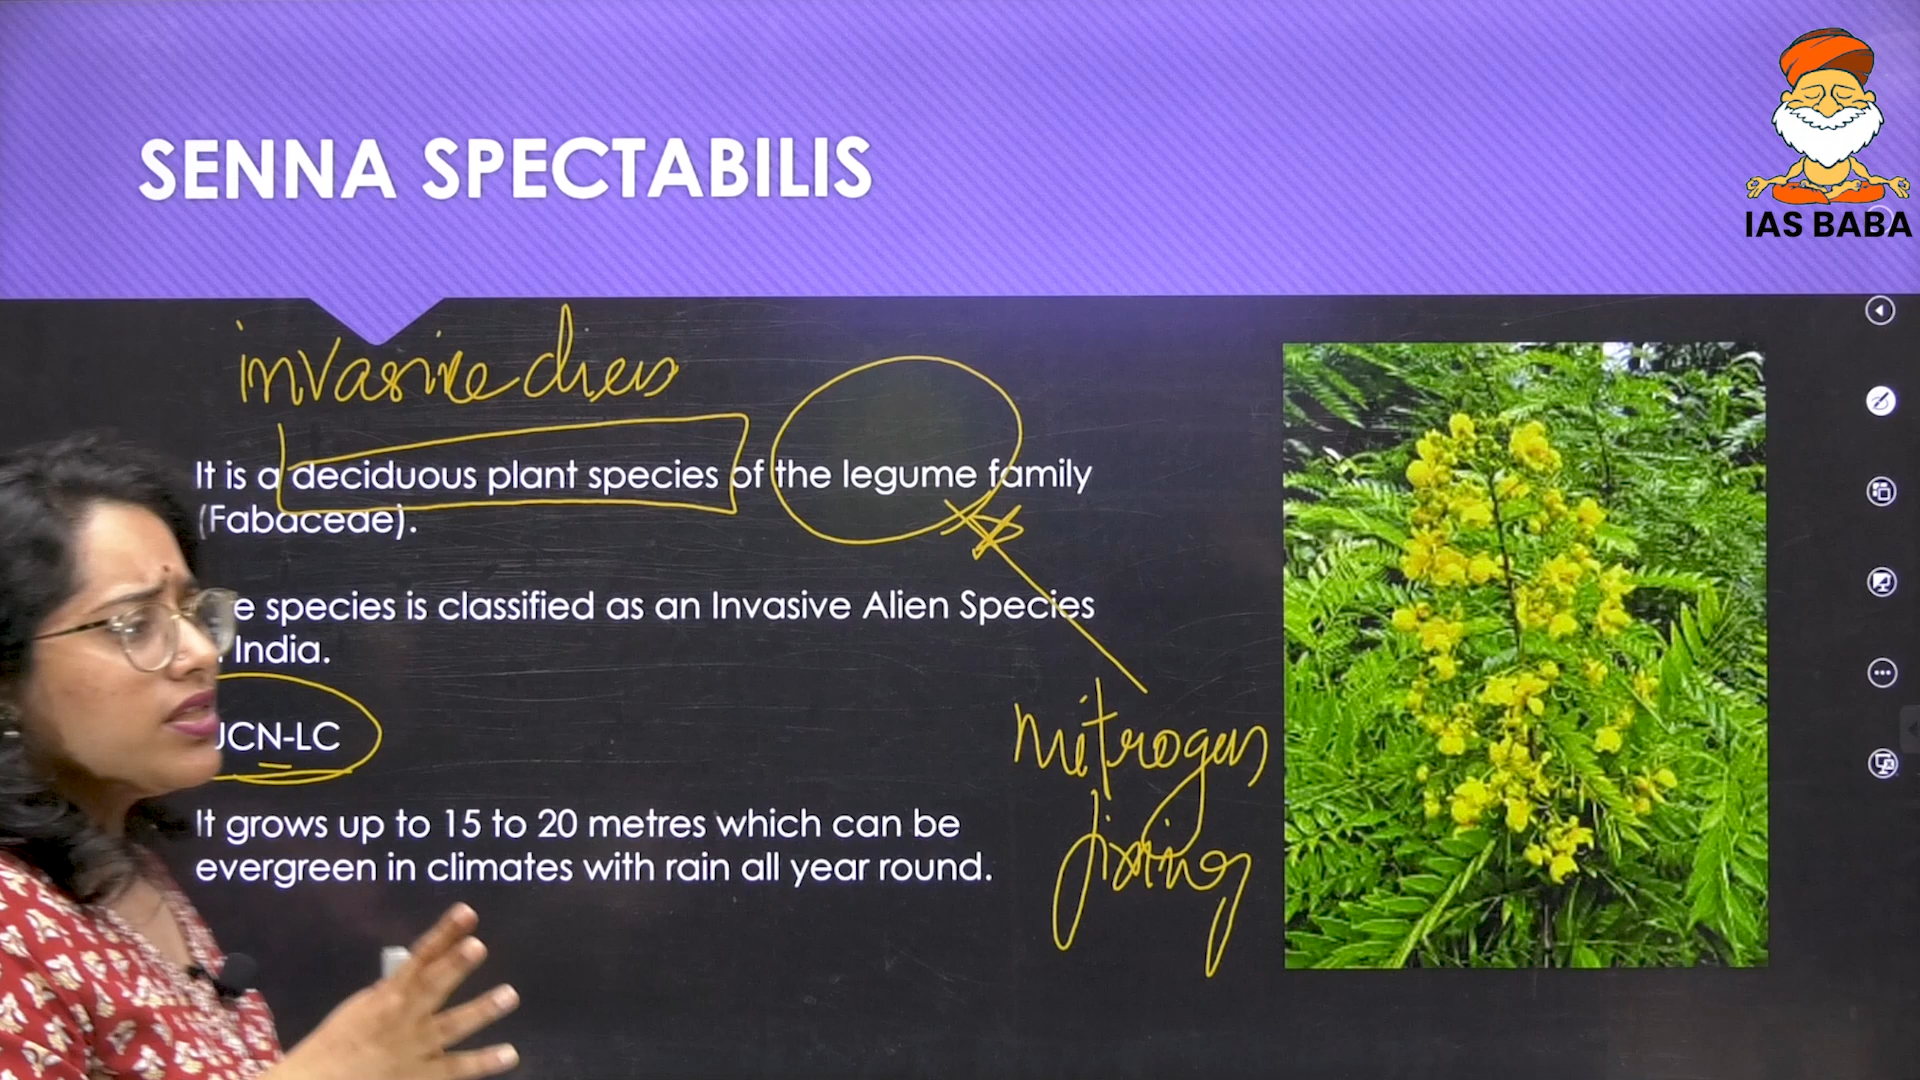 SENNA SPECTABILIS
IAS BABA
invasive
It is a deciduous plant species of the legume family
(Fabaceae).
e species is classified as an Invasive Alien Species
India.
UCN-LC
nitrogen
fixing
It grows up to 15 to 20 metres which can be
evergreen in climates with rain all year round.